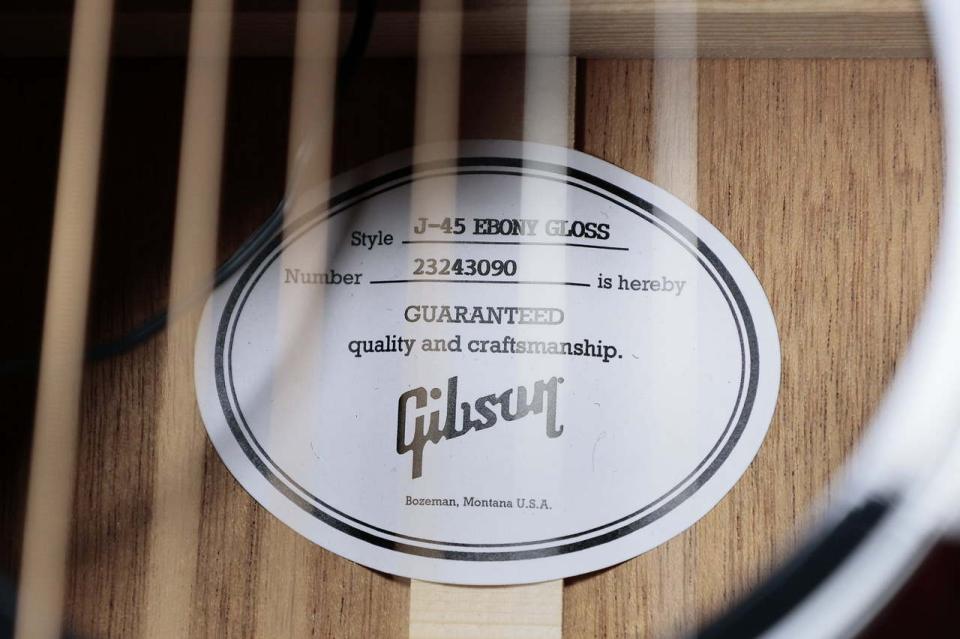 Style J-45 EBONY GLOSS
Number 23243090 is hereby
GUARANTEED
quality and craftsmanship.
Gibson
Bozeman, Montana U.S.A.